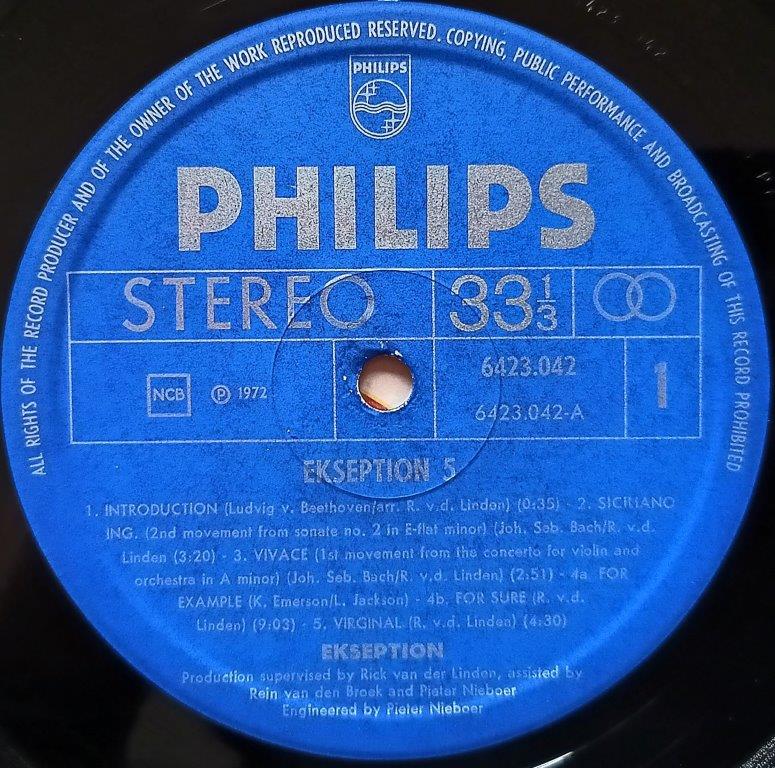 ALL RIGHTS OF THE RECORD PRODUCER AND OF THE OWNER OF THE WORK REPRODUCED RESERVED. COPYING, PUBLIC PERFORMANCE AND BROADCASTING OF THIS RECORD PROHIBITED
PHILIPS
PHILIPS
STEREO 33 1/3
NCB ℗ 1972 6423.042 1
6423.042-A
EKSEPTION 5
1. INTRODUCTION (Ludvig v. Beethoven/arr. R. v.d. Linden) (0:35) - 2. SICILIANO
ING. (2nd movement from sonate no. 2 in E-flat minor) (Joh. Seb. Bach/R. v.d.
Linden (3:20) - 3. VIVACE (1st movement from the concerto for violin and
orchestra in A minor) (Joh. Seb. Bach/R. v.d. Linden) (2:51) - 4a. FOR
EXAMPLE (K. Emerson/L. Jackson) - 4b. FOR SURE (R. v.d.
Linden) (9:03) - 5. VIRGINAL (R. v.d. Linden) (4:30)
EKSEPTION
Production supervised by Rick van der Linden, assisted by
Rein van den Broek and Pieter Nieboer
Engineered by Pieter Nieboer